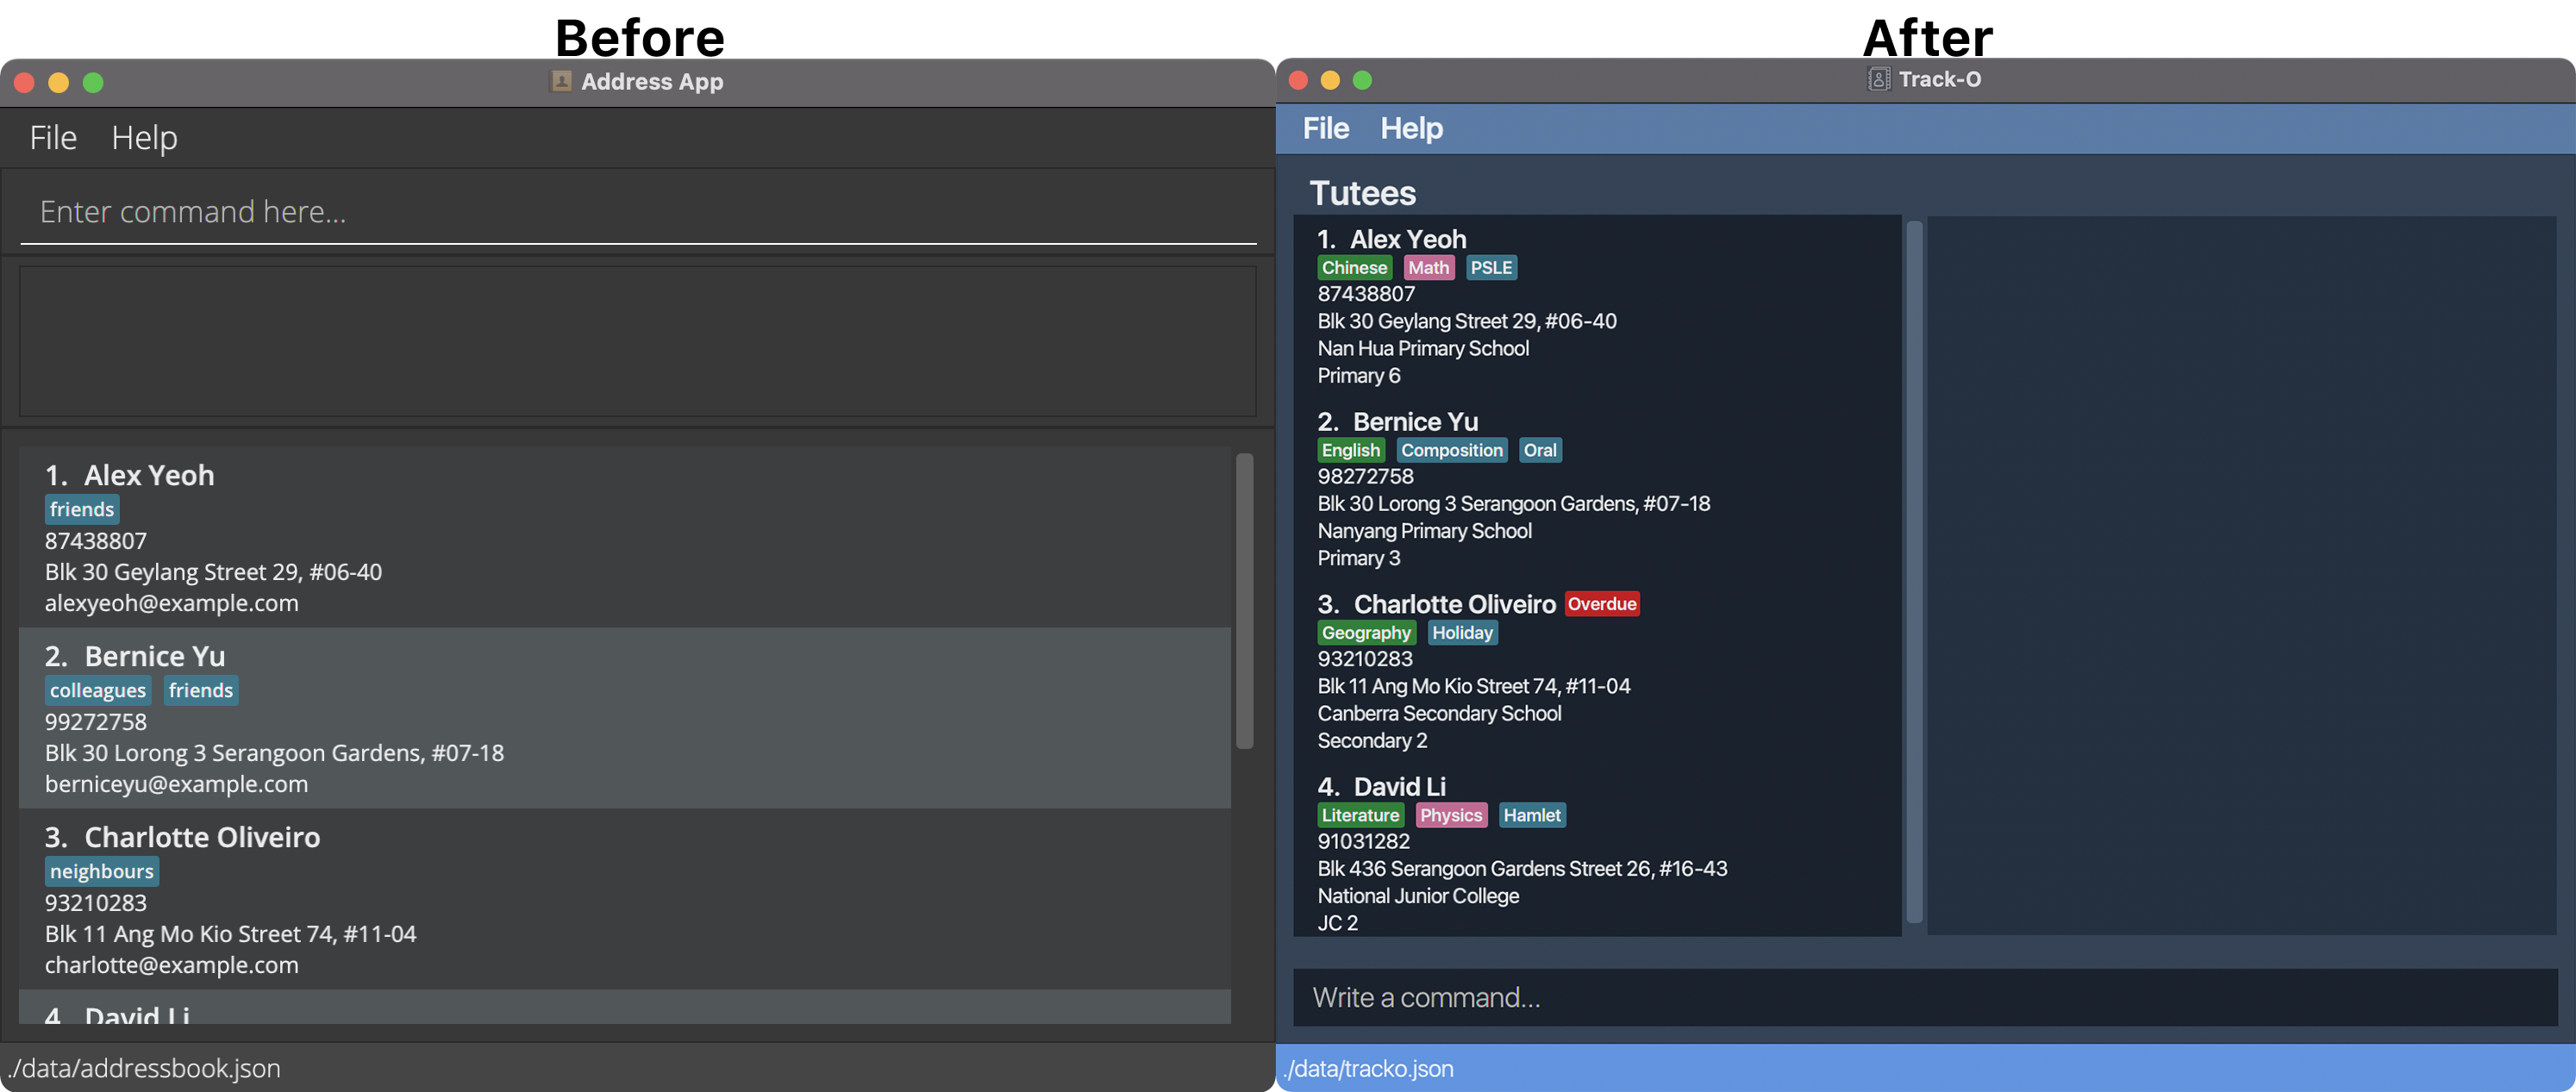 Before
Address App
File Help
Enter command here...
1. Alex Yeoh
friends
87438807
Blk 30 Geylang Street 29, #06-40
alexyeoh@example.com
2. Bernice Yu
colleagues friends
99272758
Blk 30 Lorong 3 Serangoon Gardens, #07-18
berniceyu@example.com
3. Charlotte Oliveiro
neighbours
93210283
Blk 11 Ang Mo Kio Street 74, #11-04
charlotte@example.com
4. David Li
./data/addressbook.json
After
Track-O
File Help
Tutees
1. Alex Yeoh
Chinese Math PSLE
87438807
Blk 30 Geylang Street 29, #06-40
Nan Hua Primary School
Primary 6
2. Bernice Yu
English Composition Oral
98272758
Blk 30 Lorong 3 Serangoon Gardens, #07-18
Nanyang Primary School
Primary 3
3. Charlotte Oliveiro Overdue
Geography Holiday
93210283
Blk 11 Ang Mo Kio Street 74, #11-04
Canberra Secondary School
Secondary 2
4. David Li
Literature Physics Hamlet
91031282
Blk 436 Serangoon Gardens Street 26, #16-43
National Junior College
JC 2
Write a command...
./data/tracko.json